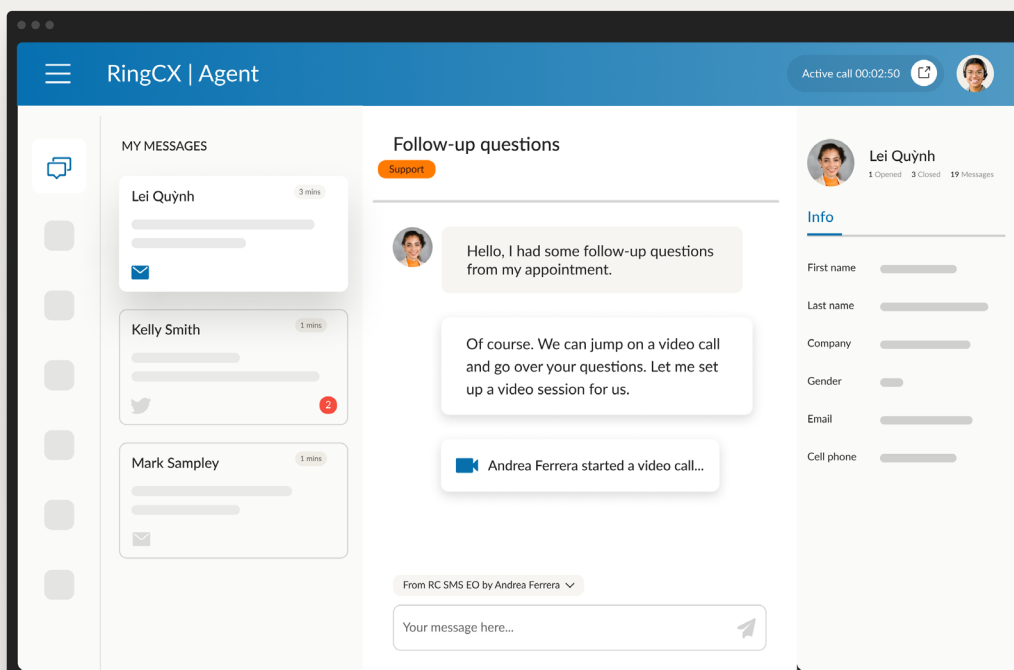 RingCX | Agent
Active call 00:02:50
MY MESSAGES
Lei Quỳnh
3 mins
Kelly Smith
1 mins
2
Mark Sampley
1 mins
Follow-up questions
Support
Hello, I had some follow-up questions
from my appointment.
Of course. We can jump on a video call
and go over your questions. Let me set
up a video session for us.
Andrea Ferrera started a video call...
From RC SMS EO by Andrea Ferrera
Your message here...
Lei Quỳnh
1 Opened 3 Closed 19 Messages
Info
First name
Last name
Company
Gender
Email
Cell phone